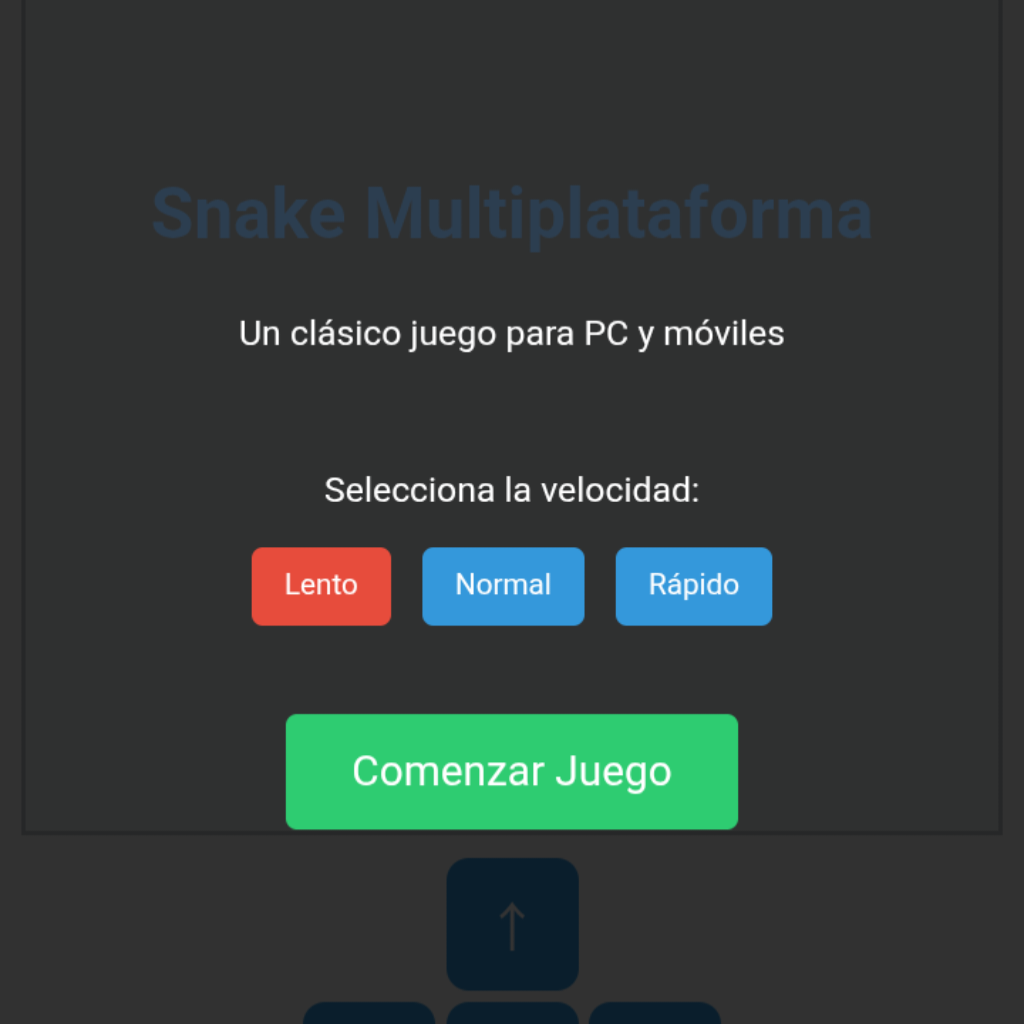 Snake Multiplataforma
Un clásico juego para PC y móviles
Selecciona la velocidad:
Lento Normal Rápido
Comenzar Juego
↑